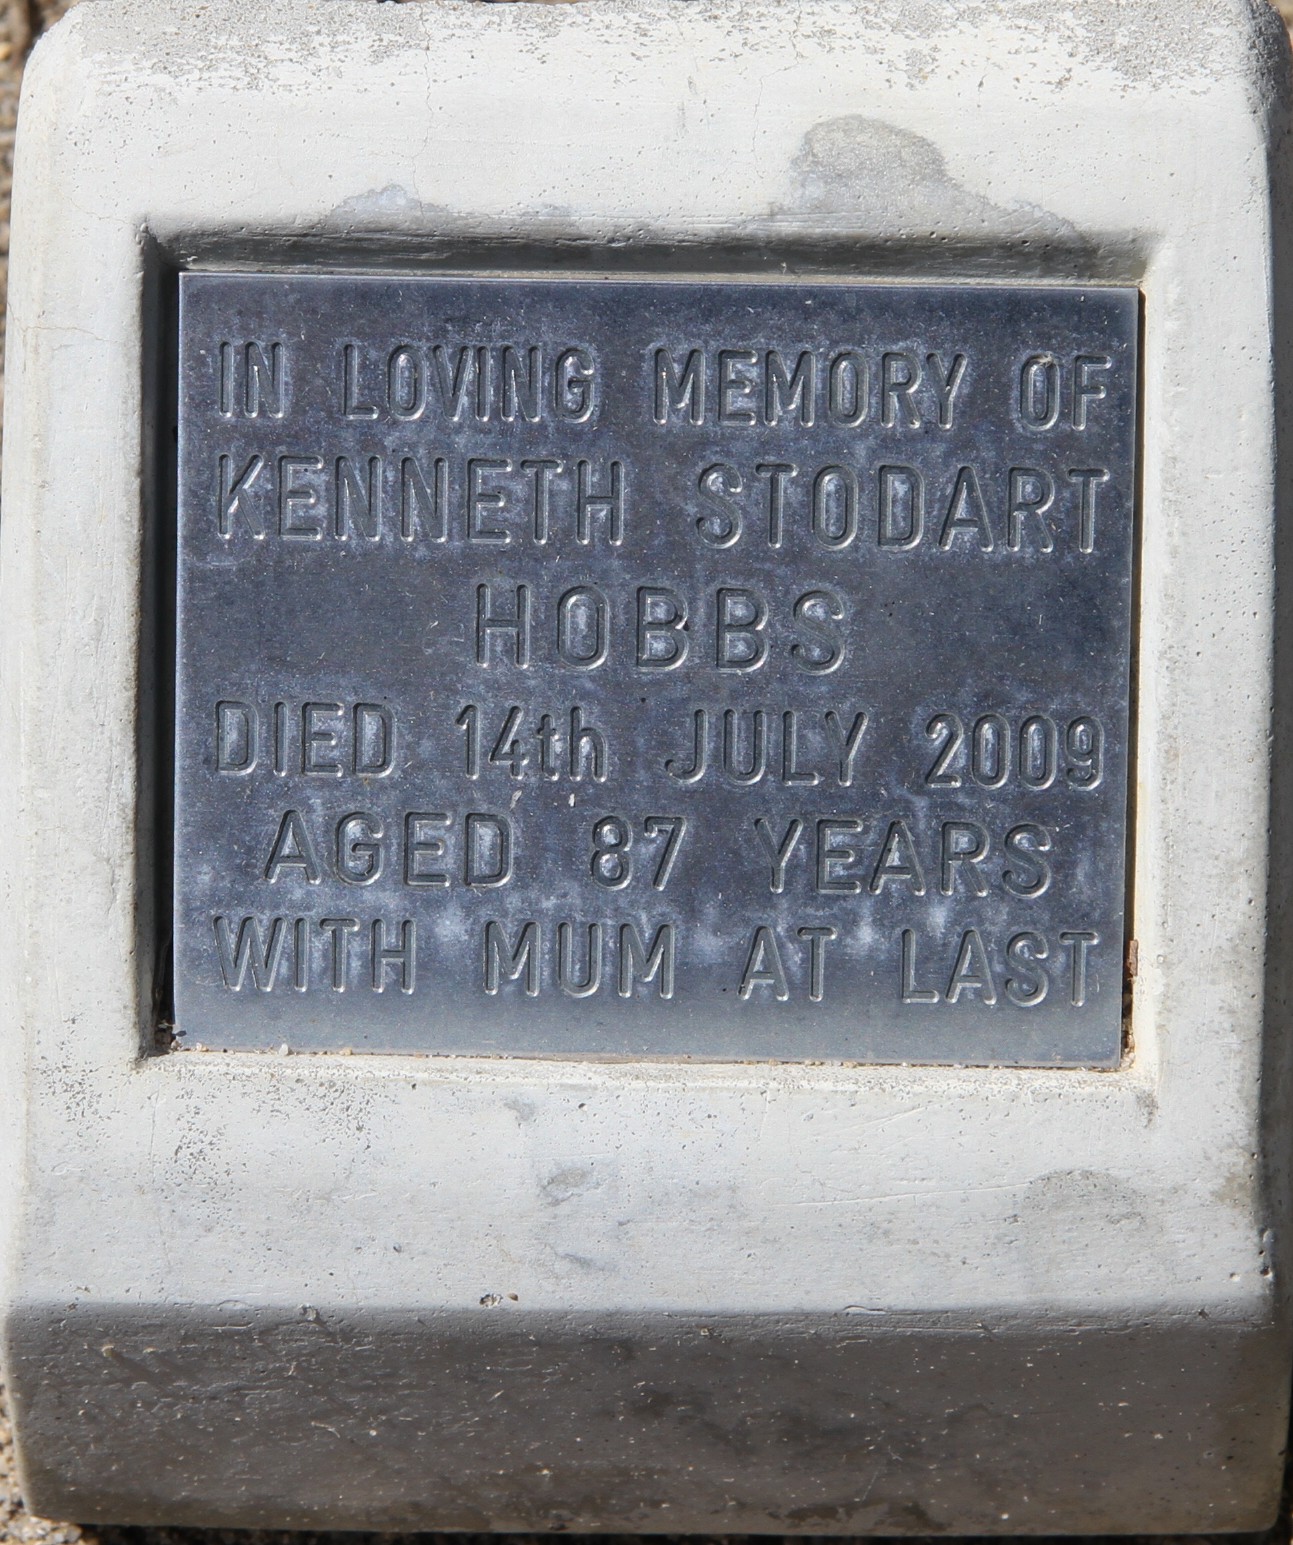 IN LOVING MEMORY OF
KENNETH STODART
HOBBS
DIED 14th JULY 2009
AGED 87 YEARS
WITH MUM AT LAST